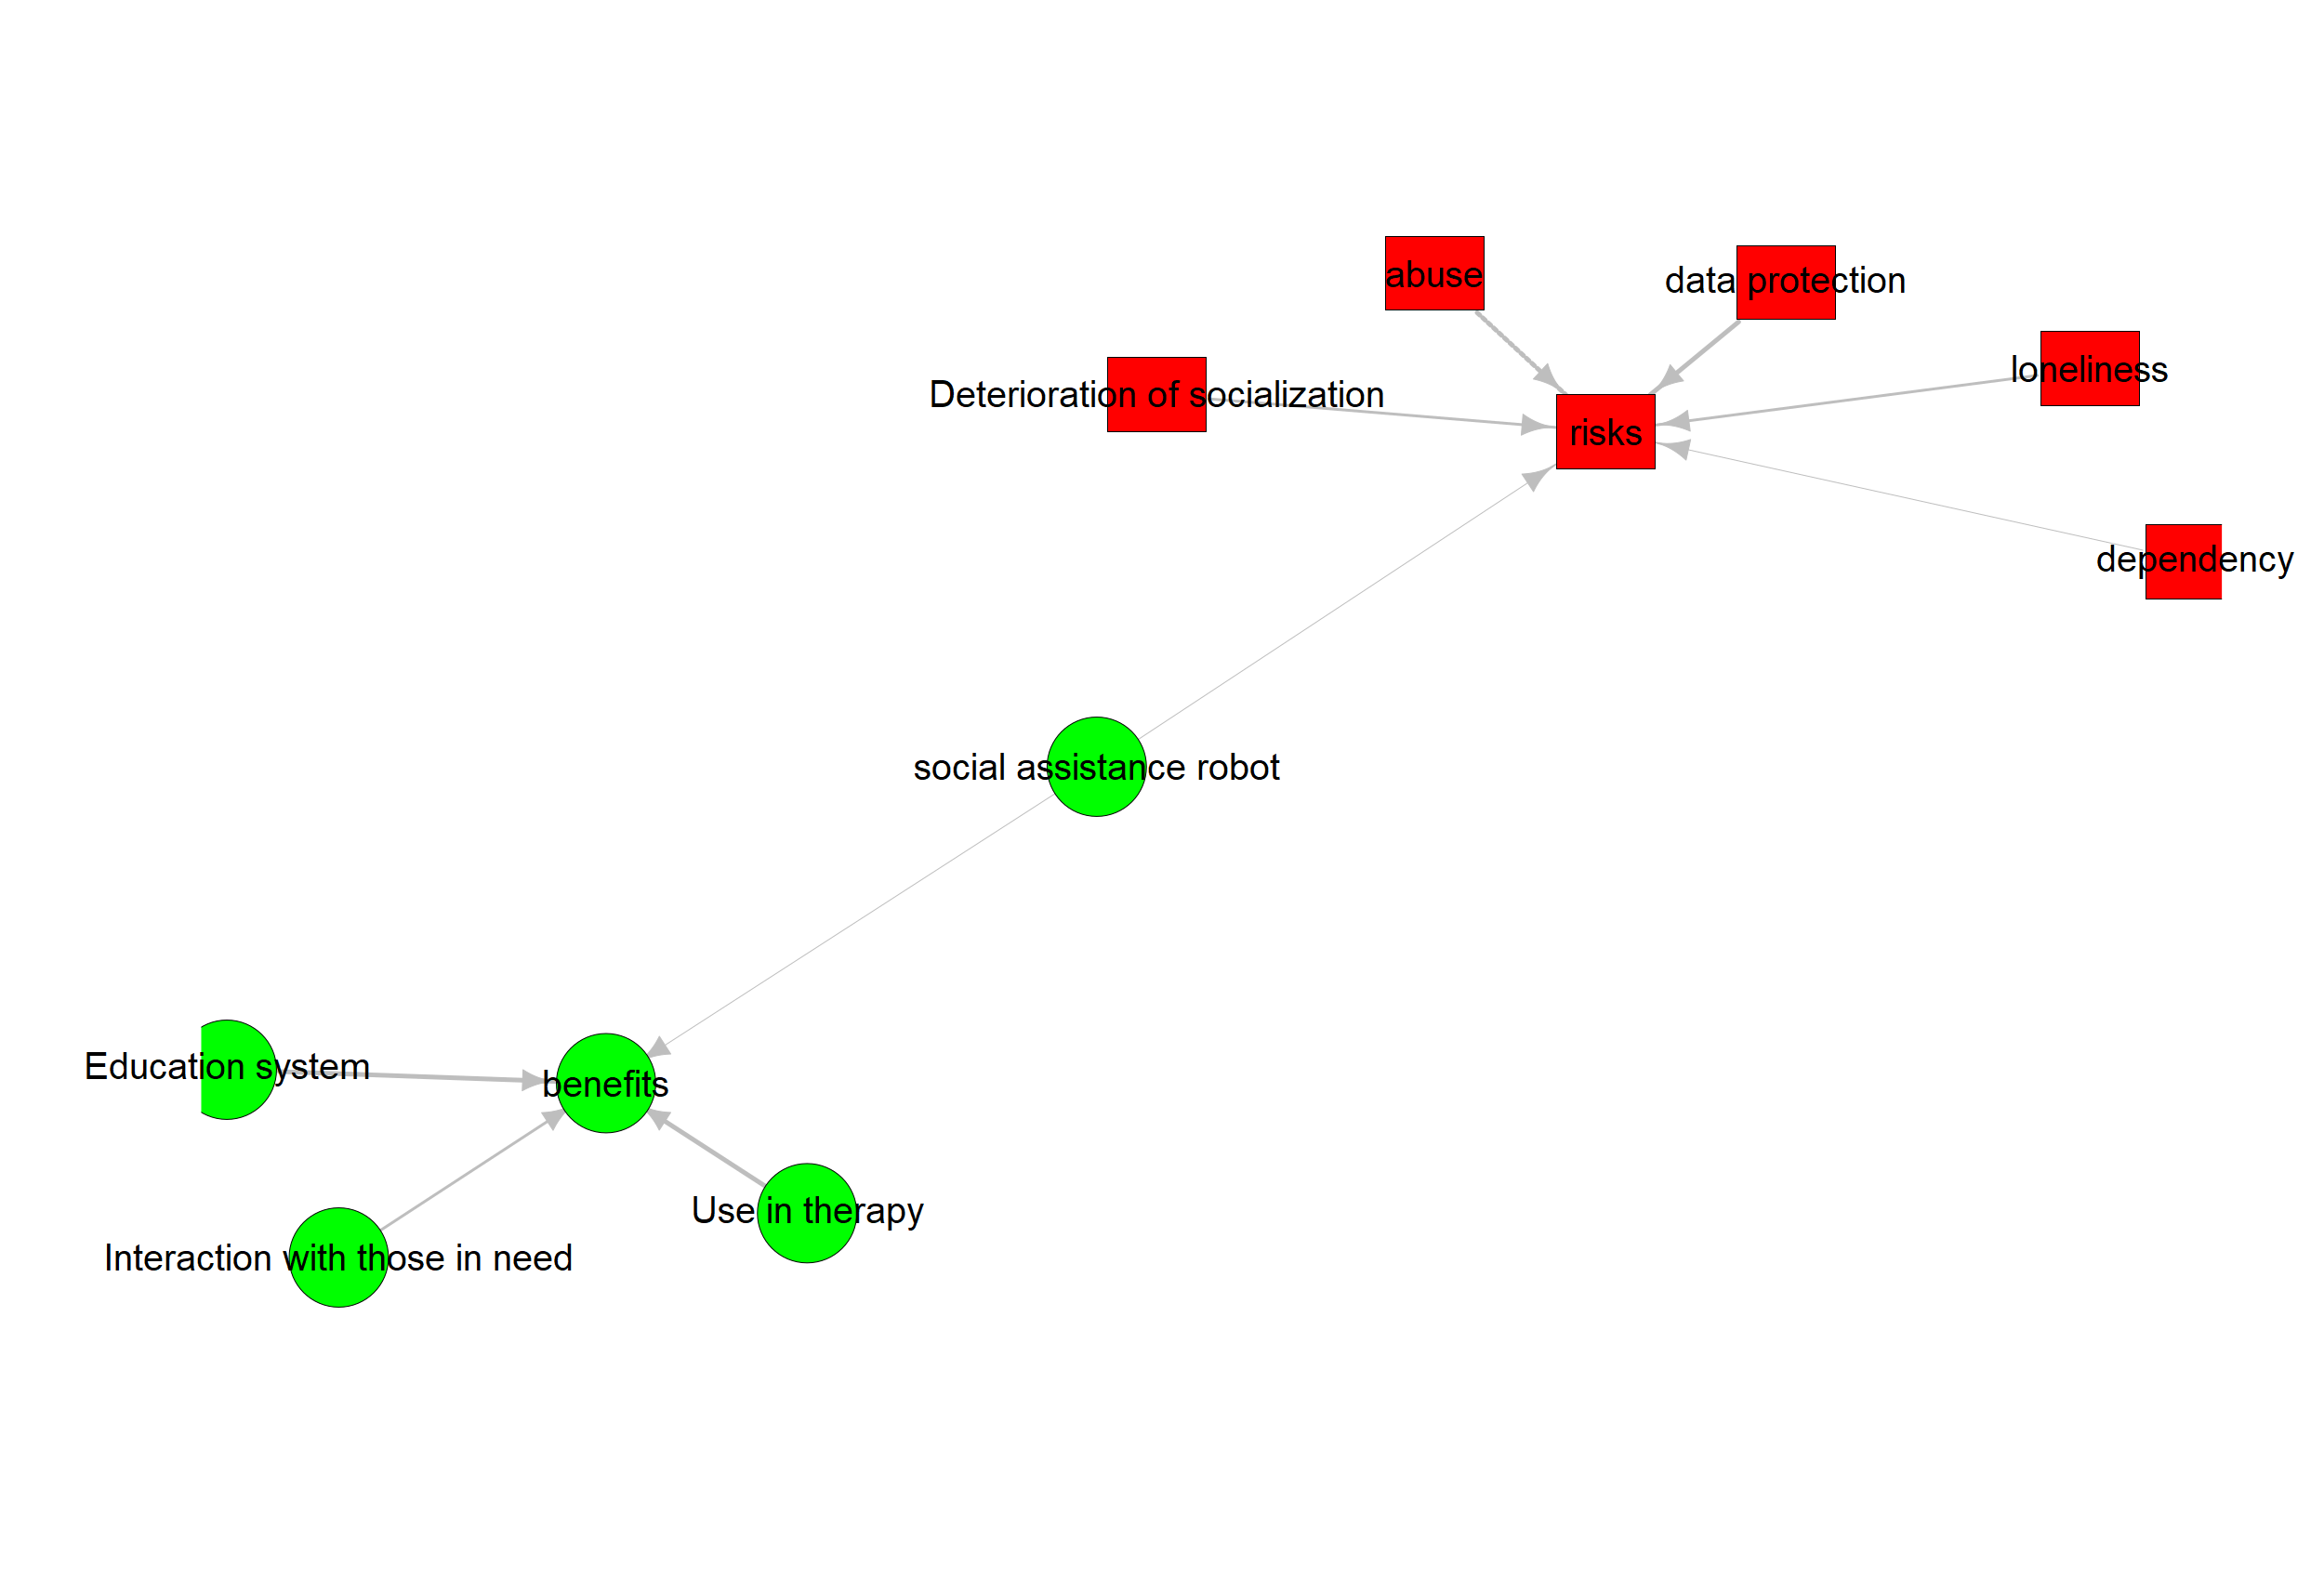 abuse
data protection
loneliness
Deterioration of socialization
risks
dependency
social assistance robot
Education system
benefits
Use in therapy
Interaction with those in need